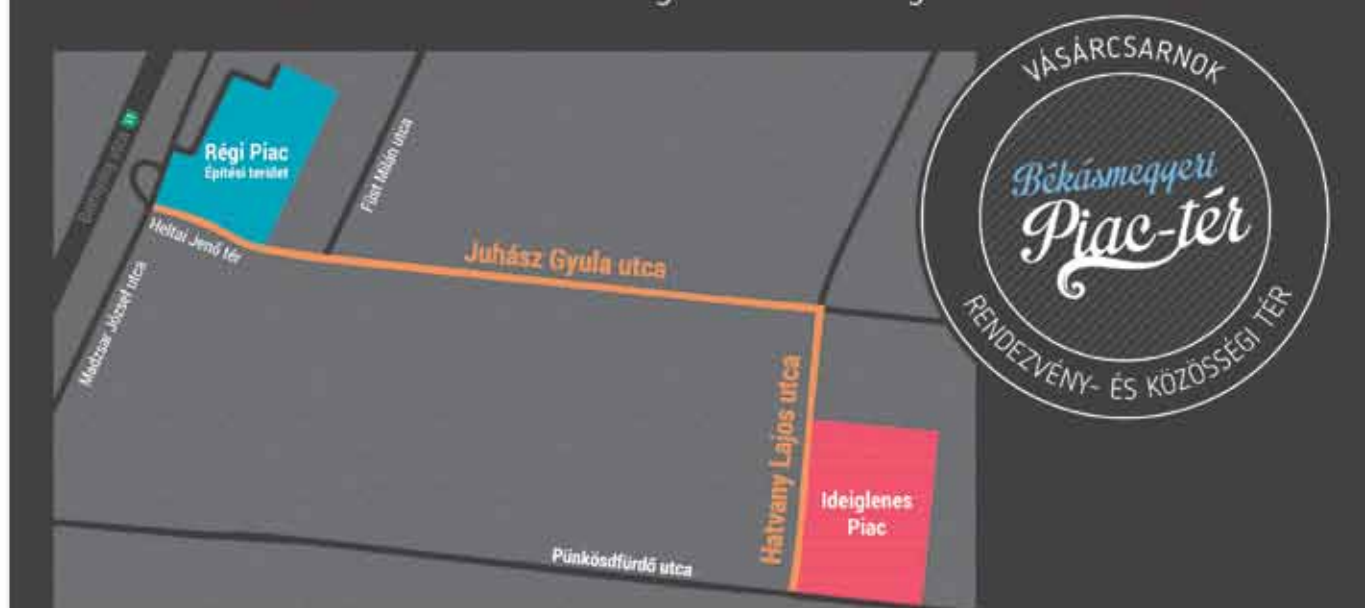 VÁSÁRCSARNOK
Békásmegyeri
Piac-tér
RENDEZVÉNY- ÉS KÖZÖSSÉGI TÉR
11
Régi Piac
Építési terület
Füst Milán utca
Heltai Jenő tér
Juhász Gyula utca
Madzsar József utca
Hatvany Lajos utca
Ideiglenes
Piac
Pünkösdfürdő utca